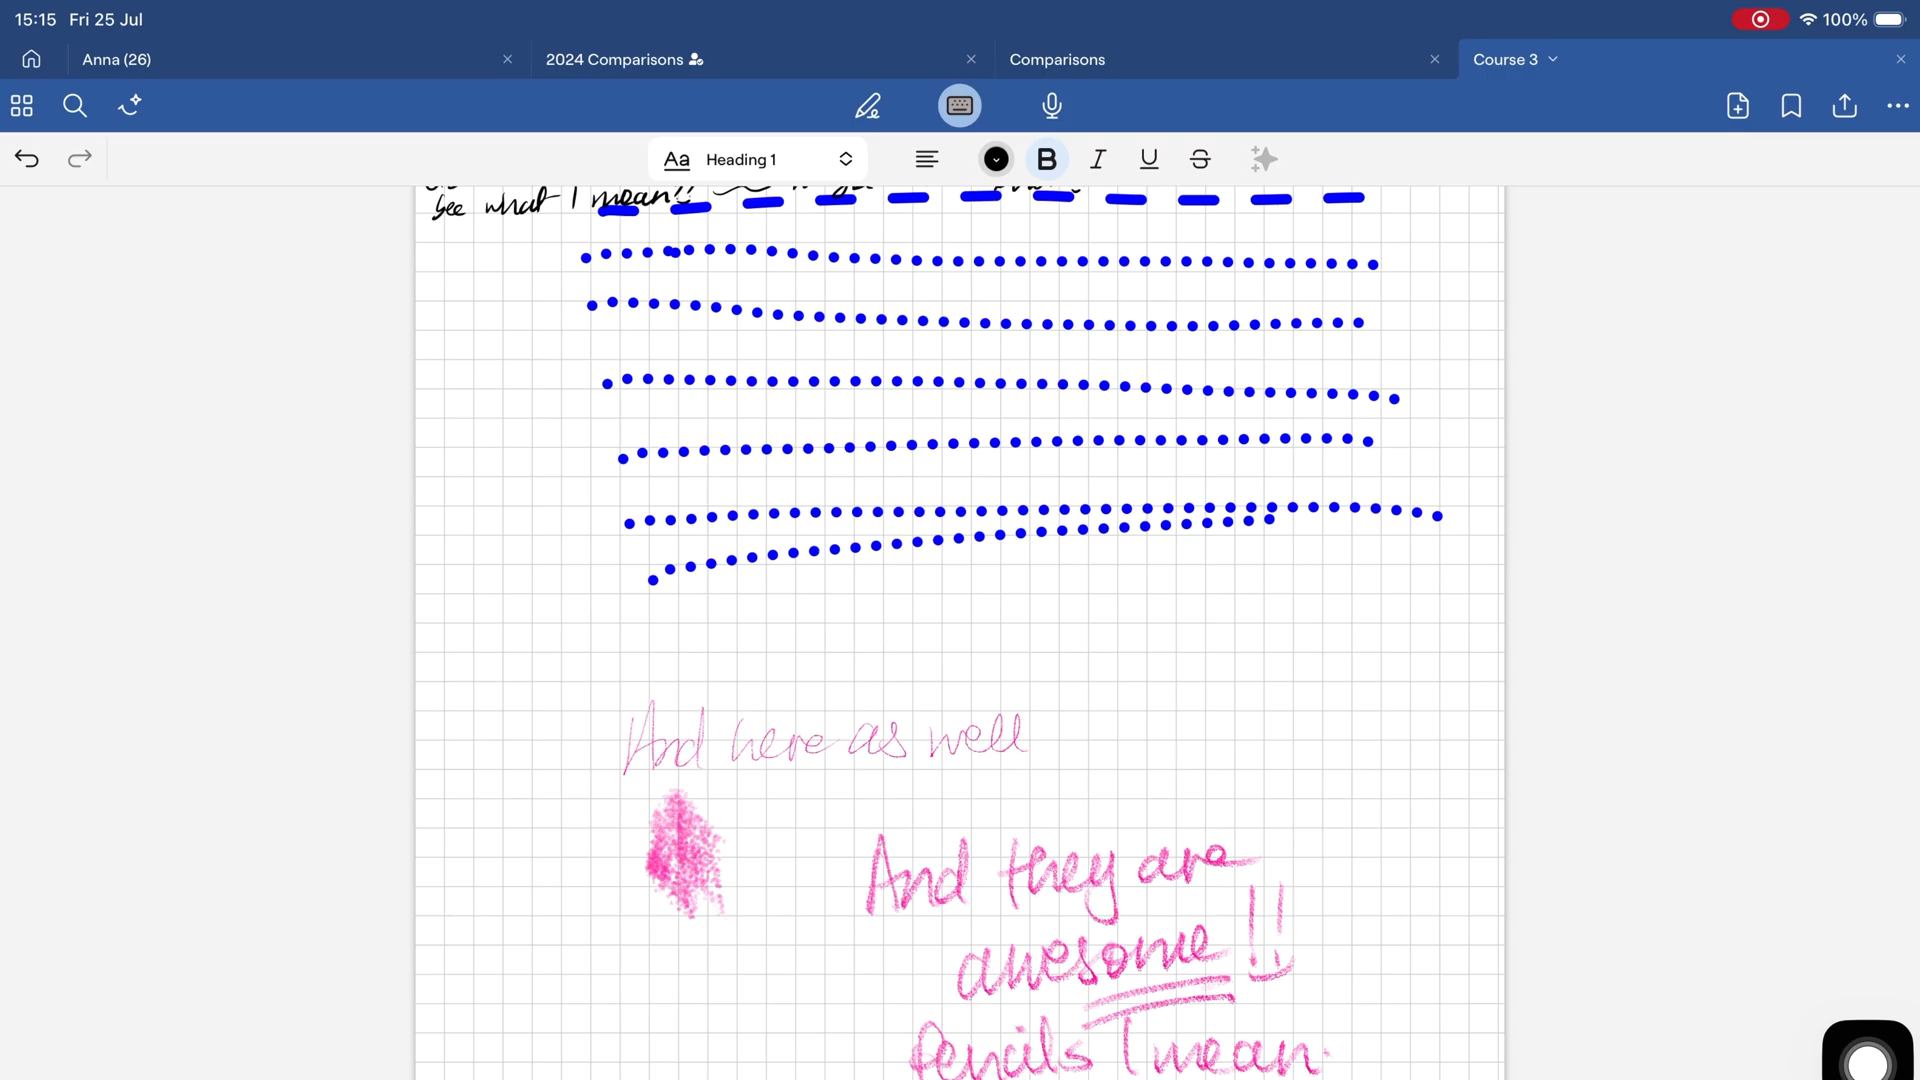 15:15 Fri 25 Jul 100%
Anna (26) 2024 Comparisons Comparisons Course 3
Aa Heading 1 B I U S
see what I mean!!
And here as well
And they are
awesome !!
Pencils I mean.